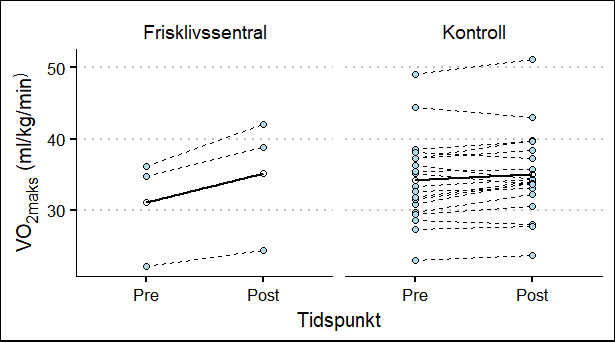 Frisklivssentral
Kontroll
VO2maks (ml/kg/min)
50
40
30
Pre
Post
Pre
Post
Tidspunkt